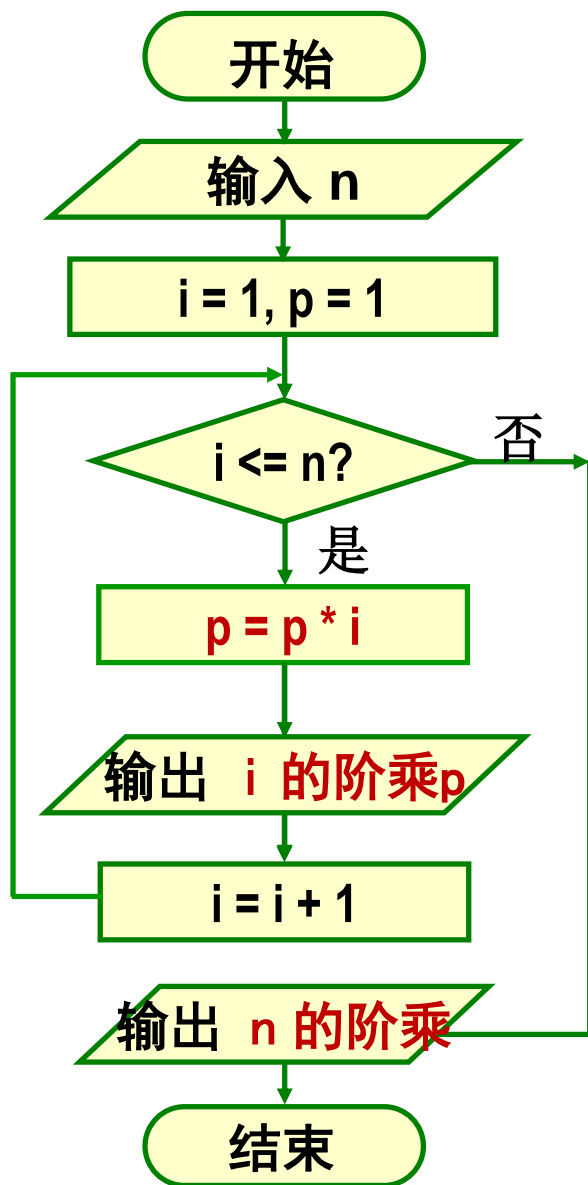 开始
输入 n
i = 1, p = 1
i <= n?
否
是
p = p * i
输出 i 的阶乘p
i = i + 1
输出 n 的阶乘
结束